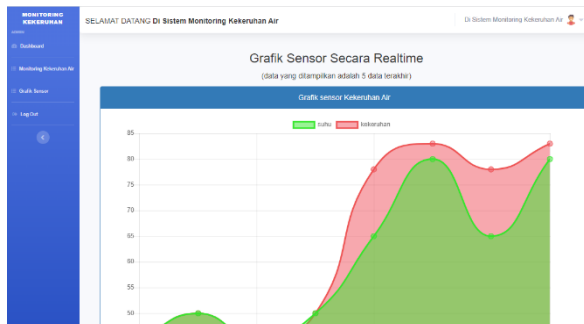 MONITORING
KEKERUHAN
SELAMAT DATANG Di Sistem Monitoring Kekeruhan Air
Di Sistem Monitoring Kekeruhan Air
Dashboard
Monitoring Kekeruhan Air
Grafik Sensor
Log Out
Grafik Sensor Secara Realtime
(data yang ditampilkan adalah 5 data terakhir)
Grafik sensor Kekeruhan Air
suhu kekeruhan
85
80
75
70
65
60
55
50